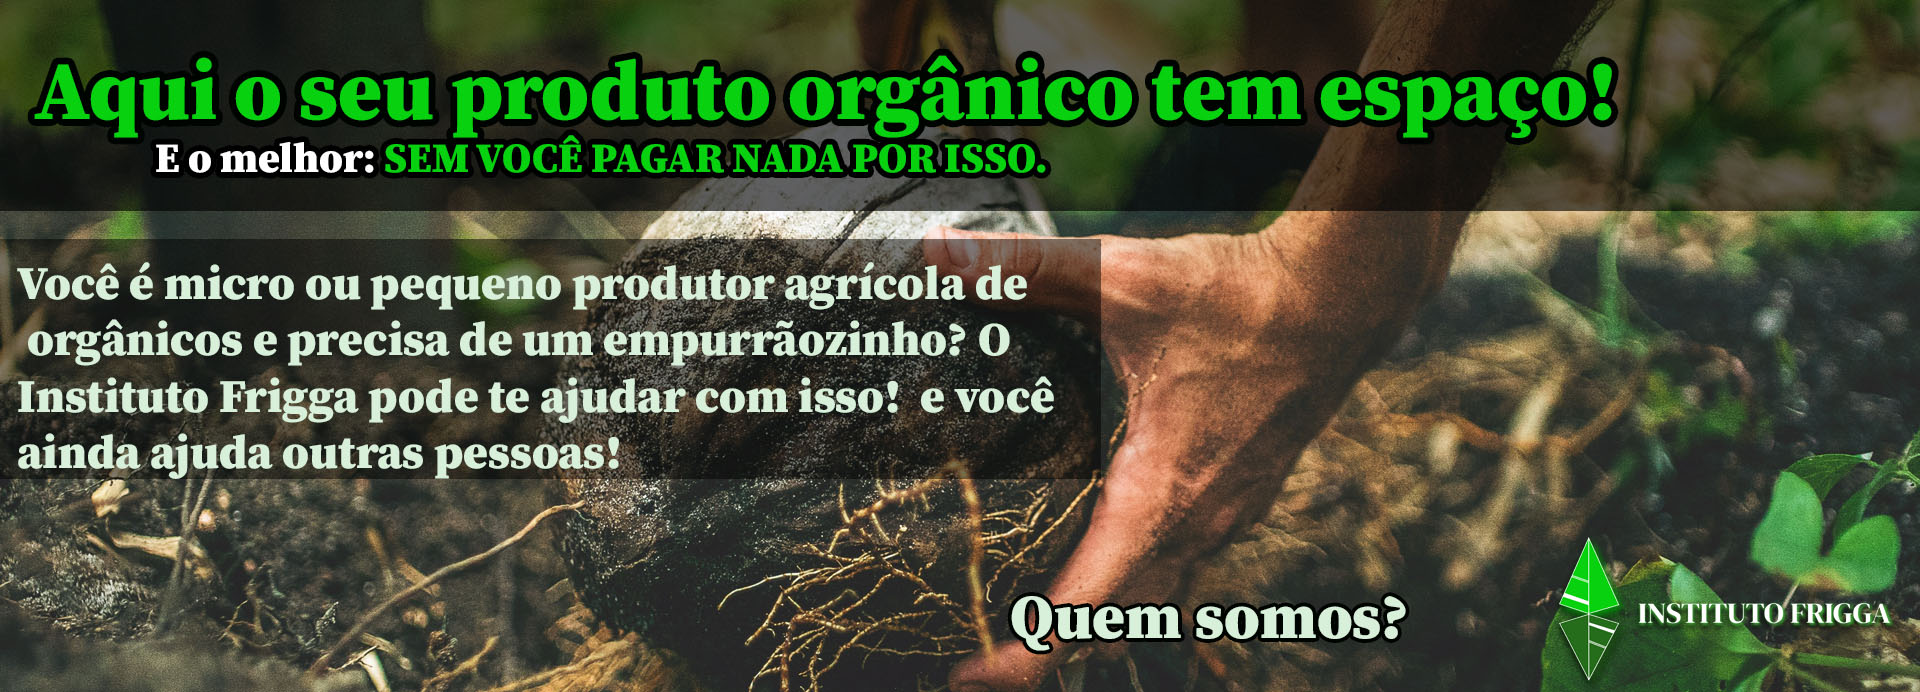 Aqui o seu produto orgânico tem espaço!
E o melhor: SEM VOCÊ PAGAR NADA POR ISSO.
Você é micro ou pequeno produtor agrícola de
orgânicos e precisa de um empurrãozinho? O
Instituto Frigga pode te ajudar com isso! e você
ainda ajuda outras pessoas!
Quem somos?
INSTITUTO FRIGGA